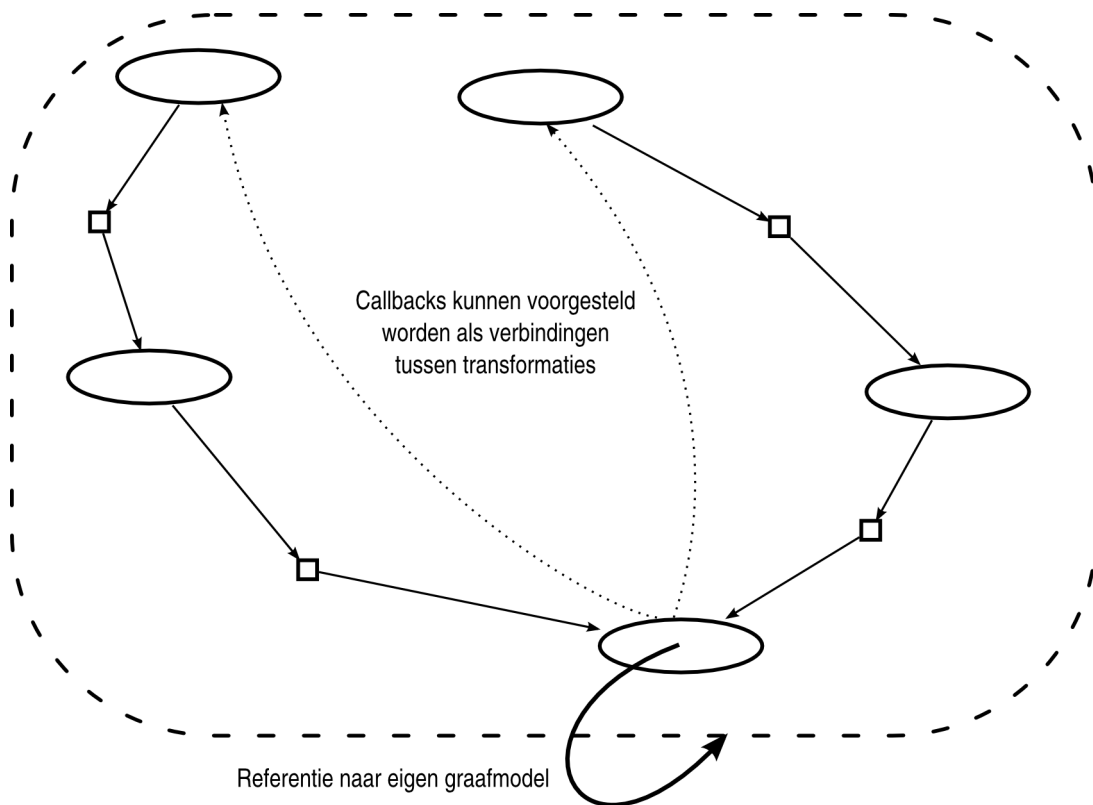 Callbacks kunnen voorgesteld
worden als verbindingen
tussen transformaties
Referentie naar eigen graafmodel